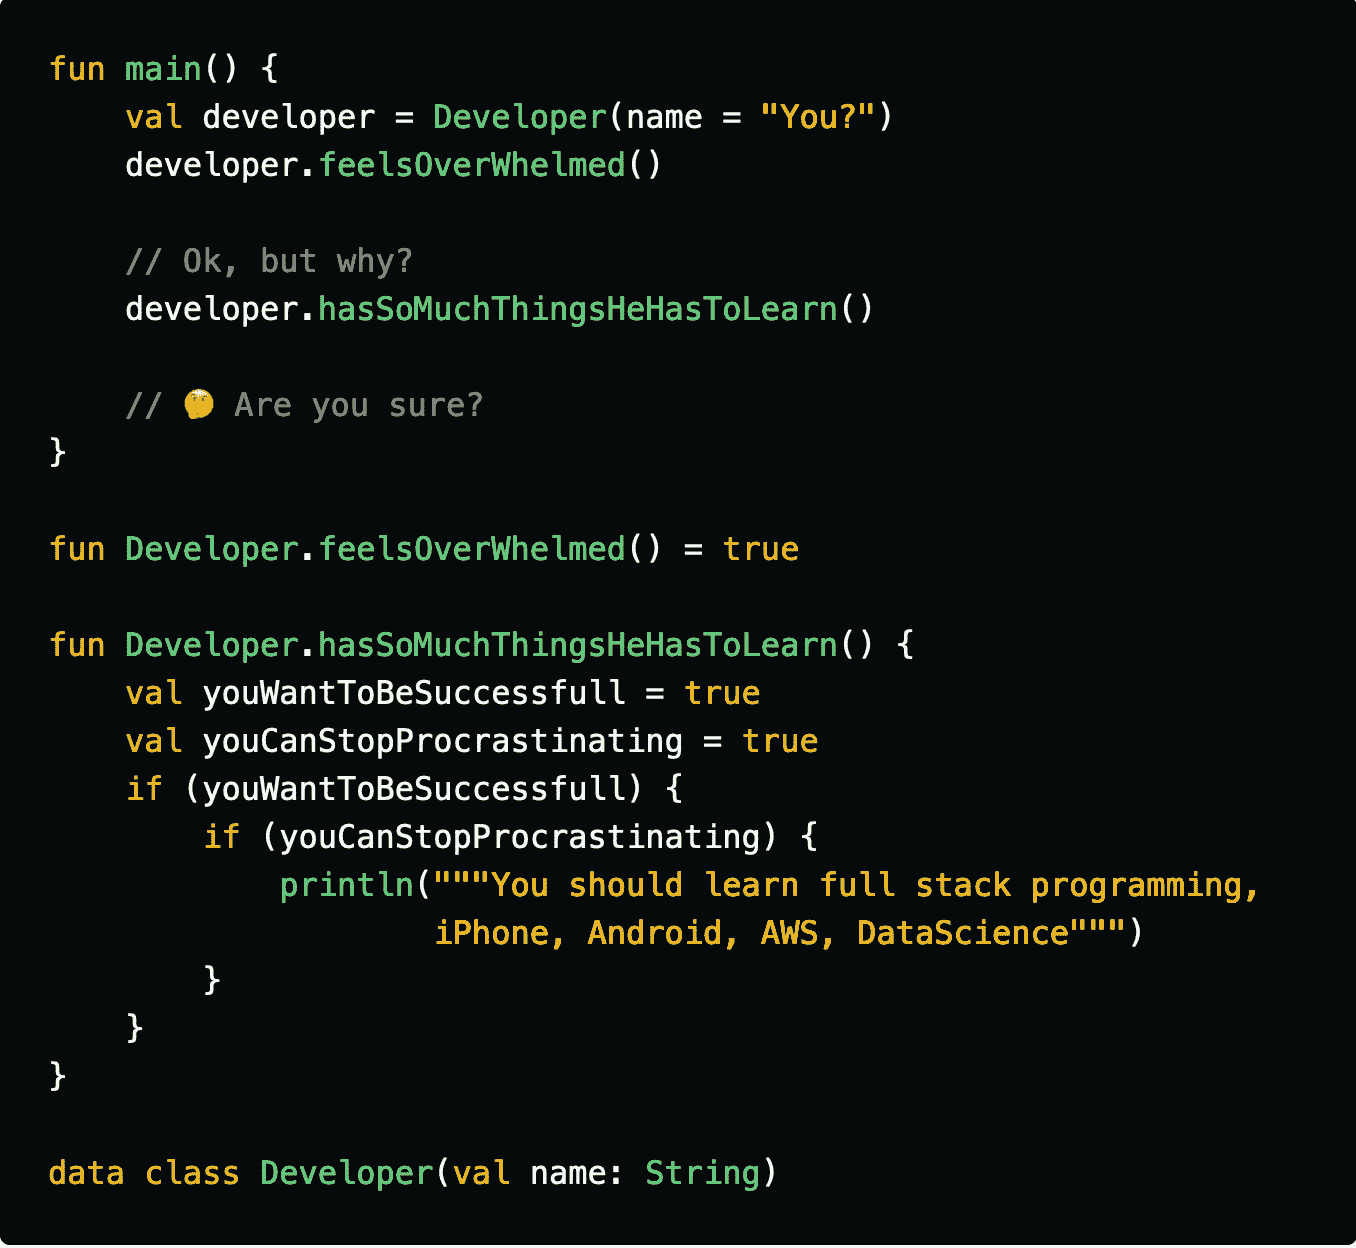 fun main() {
    val developer = Developer(name = "You?")
    developer.feelsOverWhelmed()

    // Ok, but why?
    developer.hasSoMuchThingsHeHasToLearn()

    // 🤔 Are you sure?
}

fun Developer.feelsOverWhelmed() = true

fun Developer.hasSoMuchThingsHeHasToLearn() {
    val youWantToBeSuccessfull = true
    val youCanStopProcrastinating = true
    if (youWantToBeSuccessfull) {
        if (youCanStopProcrastinating) {
            println("""You should learn full stack programming,
                    iPhone, Android, AWS, DataScience""")
        }
    }
}

data class Developer(val name: String)